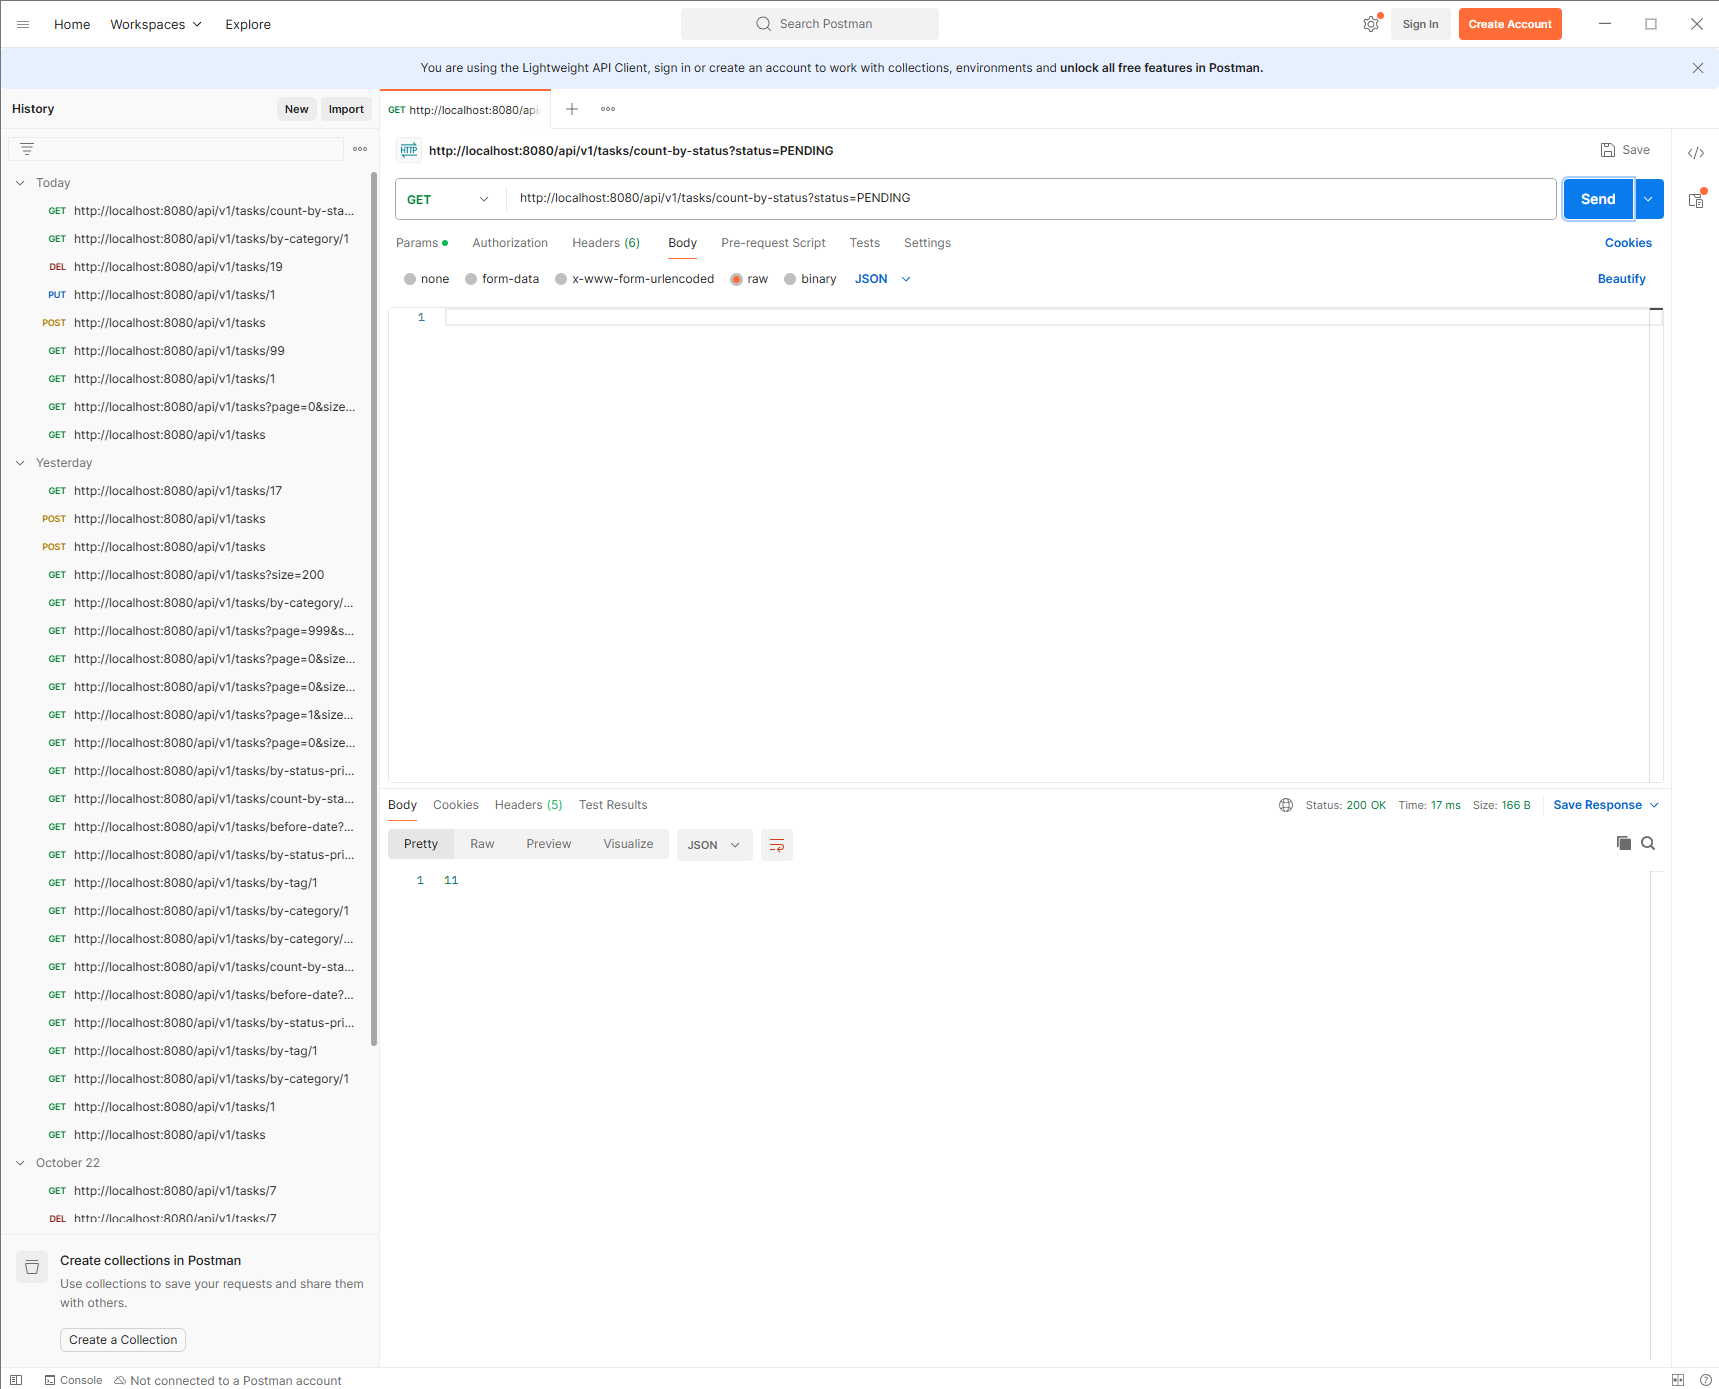 Home Workspaces Explore Search Postman Sign In Create Account
You are using the Lightweight API Client, sign in or create an account to work with collections, environments and unlock all free features in Postman.
History New Import
GET http://localhost:8080/api/
http://localhost:8080/api/v1/tasks/count-by-status?status=PENDING Save
GET http://localhost:8080/api/v1/tasks/count-by-status?status=PENDING Send
Params Authorization Headers (6) Body Pre-request Script Tests Settings Cookies
none form-data x-www-form-urlencoded raw binary JSON Beautify
1
Today
GET http://localhost:8080/api/v1/tasks/count-by-sta...
GET http://localhost:8080/api/v1/tasks/by-category/1
DEL http://localhost:8080/api/v1/tasks/19
PUT http://localhost:8080/api/v1/tasks/1
POST http://localhost:8080/api/v1/tasks
GET http://localhost:8080/api/v1/tasks/99
GET http://localhost:8080/api/v1/tasks/1
GET http://localhost:8080/api/v1/tasks?page=0&size...
GET http://localhost:8080/api/v1/tasks
Yesterday
GET http://localhost:8080/api/v1/tasks/17
POST http://localhost:8080/api/v1/tasks
POST http://localhost:8080/api/v1/tasks
GET http://localhost:8080/api/v1/tasks?size=200
GET http://localhost:8080/api/v1/tasks/by-category/...
GET http://localhost:8080/api/v1/tasks?page=999&s...
GET http://localhost:8080/api/v1/tasks?page=0&size...
GET http://localhost:8080/api/v1/tasks?page=0&size...
GET http://localhost:8080/api/v1/tasks?page=1&size...
GET http://localhost:8080/api/v1/tasks?page=0&size...
GET http://localhost:8080/api/v1/tasks/by-status-pri...
GET http://localhost:8080/api/v1/tasks/count-by-sta...
GET http://localhost:8080/api/v1/tasks/before-date?...
GET http://localhost:8080/api/v1/tasks/by-status-pri...
GET http://localhost:8080/api/v1/tasks/by-tag/1
GET http://localhost:8080/api/v1/tasks/by-category/1
GET http://localhost:8080/api/v1/tasks/by-category/...
GET http://localhost:8080/api/v1/tasks/count-by-sta...
GET http://localhost:8080/api/v1/tasks/before-date?...
GET http://localhost:8080/api/v1/tasks/by-status-pri...
GET http://localhost:8080/api/v1/tasks/by-tag/1
GET http://localhost:8080/api/v1/tasks/by-category/1
GET http://localhost:8080/api/v1/tasks/1
GET http://localhost:8080/api/v1/tasks
October 22
GET http://localhost:8080/api/v1/tasks/7
DEL http://localhost:8080/api/v1/tasks/7
Create collections in Postman
Use collections to save your requests and share them
with others.
Create a Collection
Body Cookies Headers (5) Test Results Status: 200 OK Time: 17 ms Size: 166 B Save Response
Pretty Raw Preview Visualize JSON
1 11
Console Not connected to a Postman account